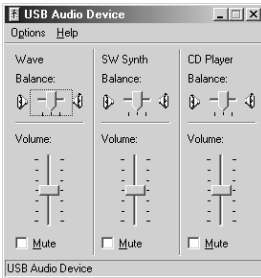 USB Audio Device
Options Help
Wave
Balance:
Volume:
Mute
SW Synth
Balance:
Volume:
Mute
CD Player
Balance:
Volume:
Mute
USB Audio Device